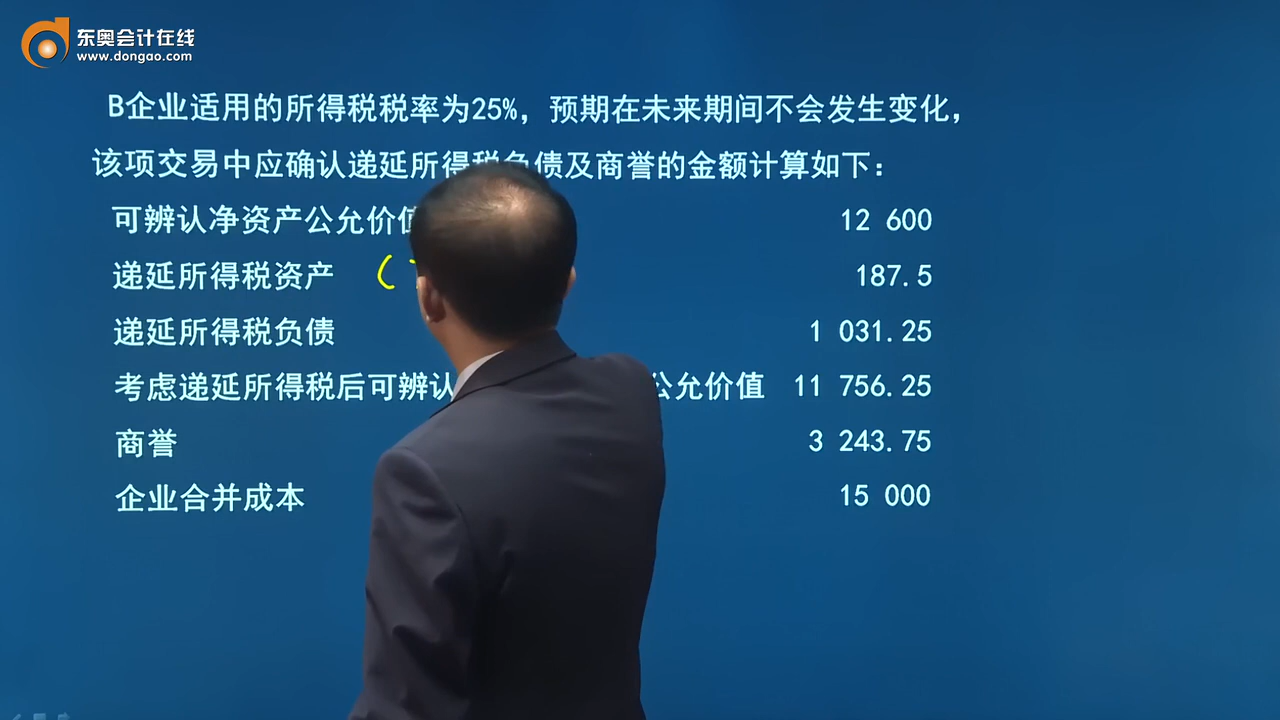 东奥会计在线
www.dongao.com
B企业适用的所得税税率为25%，预期在未来期间不会发生变化，
该项交易中应确认递延所得税负债及商誉的金额计算如下：
可辨认净资产公允价值 12 600
递延所得税资产 ( 187.5
递延所得税负债 1 031.25
考虑递延所得税后可辨认 公允价值 11 756.25
商誉 3 243.75
企业合并成本 15 000